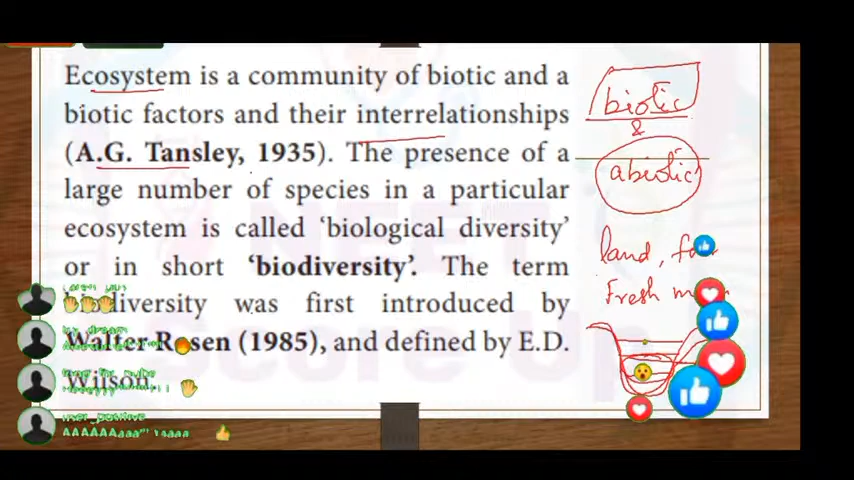 Ecosystem is a community of biotic and a
biotic factors and their interrelationships
(A.G. Tansley, 1935). The presence of a
large number of species in a particular
ecosystem is called ‘biological diversity’
or in short ‘biodiversity’. The term
biodiversity was first introduced by
Walter Rosen (1985), and defined by E.D.
Wilson.
biotic
&
abiotic
land,
Fresh